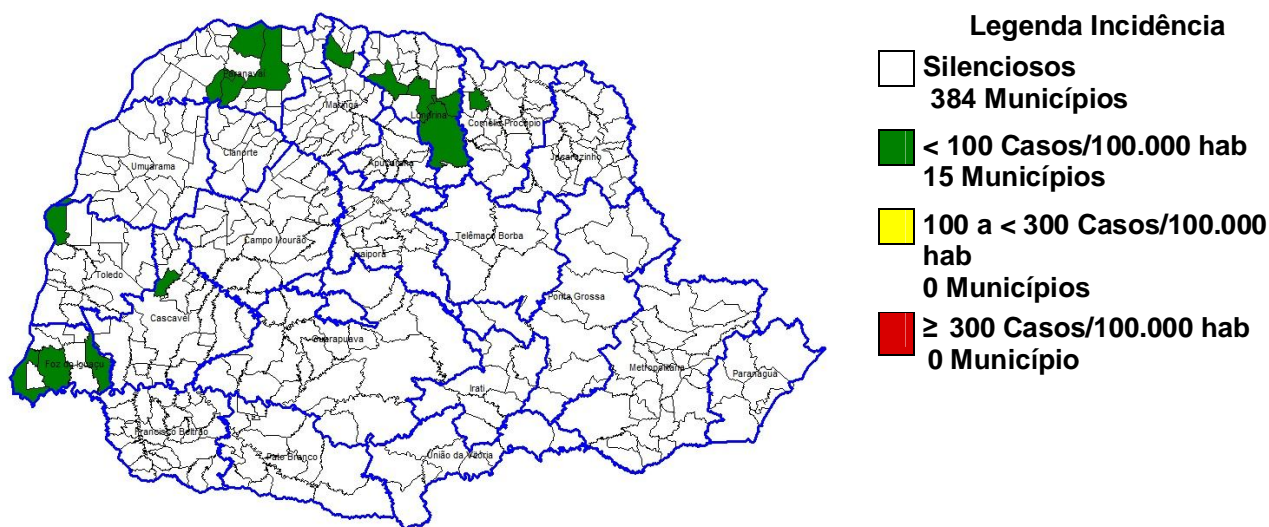 Legenda Incidência
Silenciosos
384 Municípios
< 100 Casos/100.000 hab
15 Municípios
100 a < 300 Casos/100.000
hab
0 Municípios
≥ 300 Casos/100.000 hab
0 Município
Paranavaí
Maringá
Londrina
Cornélio Procópio
Jacarezinho
Apucarana
Cianorte
Umuarama
Campo Mourão
Telêmaco Borba
Ivaiporã
Toledo
Cascavel
Ponta Grossa
Guarapuava
Foz do Iguaçu
Metropolitana
Paranaguá
Irati
Francisco Beltrão
Pato Branco
União da Vitória